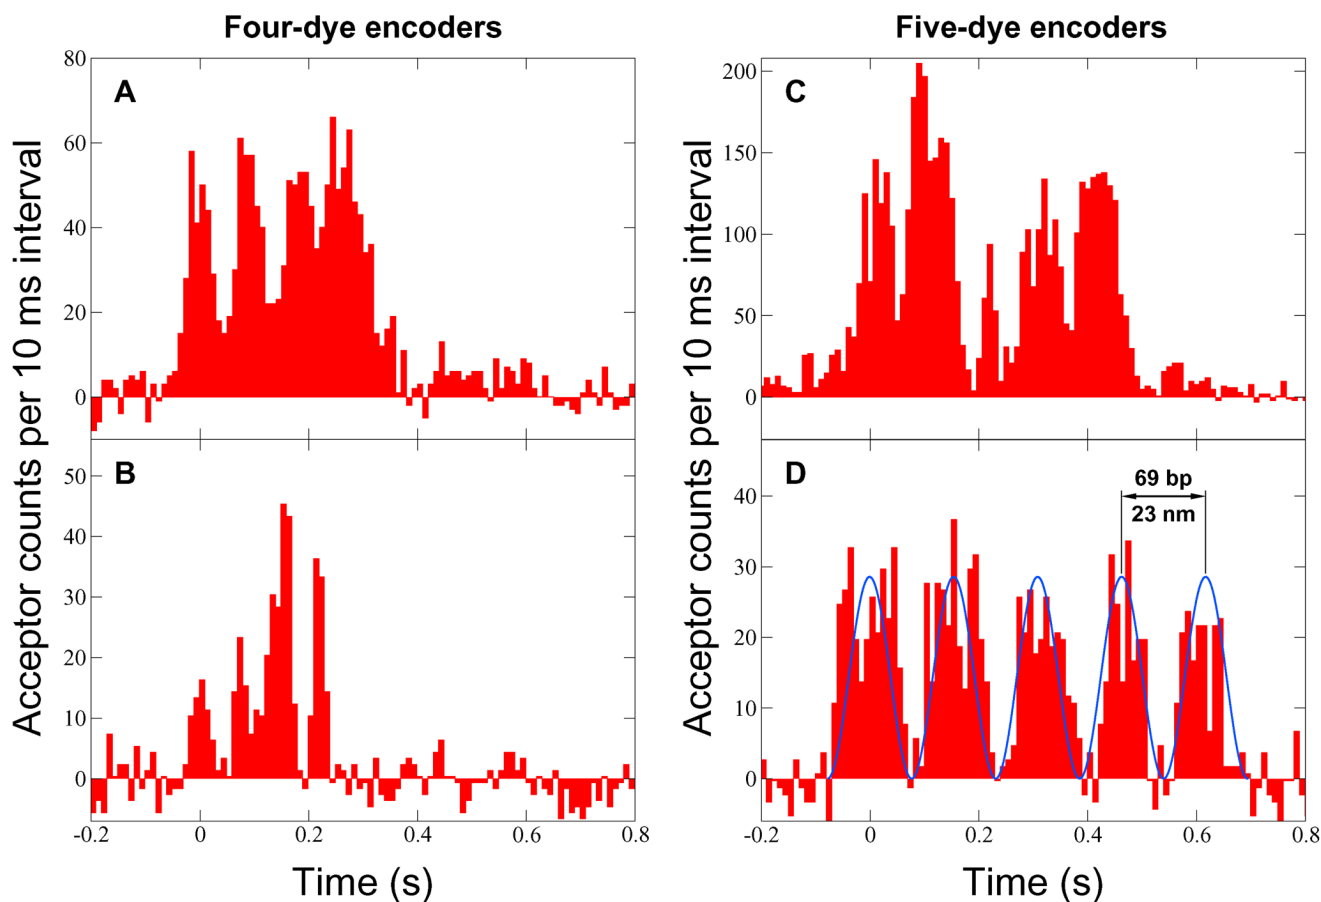 Four-dye encoders
Five-dye encoders
Acceptor counts per 10 ms interval
A
80
60
40
20
0
B
50
40
30
20
10
0
-0.2 0 0.2 0.4 0.6 0.8
Time (s)
Acceptor counts per 10 ms interval
C
200
150
100
50
0
D
69 bp
23 nm
40
30
20
10
0
-0.2 0 0.2 0.4 0.6 0.8
Time (s)